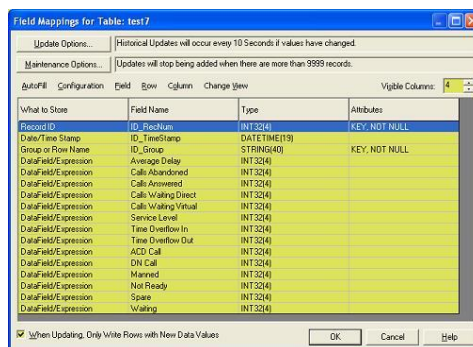 Field Mappings for Table: test7
Update Options... Historical Updates will occur every 10 Seconds if values have changed.
Maintenance Options... Updates will stop being added when there are more than 9999 records.
AutoFill Configuration Field Row Column Change View Visible Columns: 4
What to Store Field Name Type Attributes
Record ID ID_RecNum INT32(4) KEY, NOT NULL
Date/Time Stamp ID_TimeStamp DATETIME(19)
Group or Row Name ID_Group STRING(40) KEY, NOT NULL
DataField/Expression Average Delay INT32(4)
DataField/Expression Calls Abandoned INT32(4)
DataField/Expression Calls Answered INT32(4)
DataField/Expression Calls Waiting Direct INT32(4)
DataField/Expression Calls Waiting Virtual INT32(4)
DataField/Expression Service Level INT32(4)
DataField/Expression Time Overflow In INT32(4)
DataField/Expression Time Overflow Out INT32(4)
DataField/Expression ACD Call INT32(4)
DataField/Expression DN Call INT32(4)
DataField/Expression Manned INT32(4)
DataField/Expression Not Ready INT32(4)
DataField/Expression Spare INT32(4)
DataField/Expression Waiting INT32(4)
When Updating, Only Write Rows with New Data Values OK Cancel Help